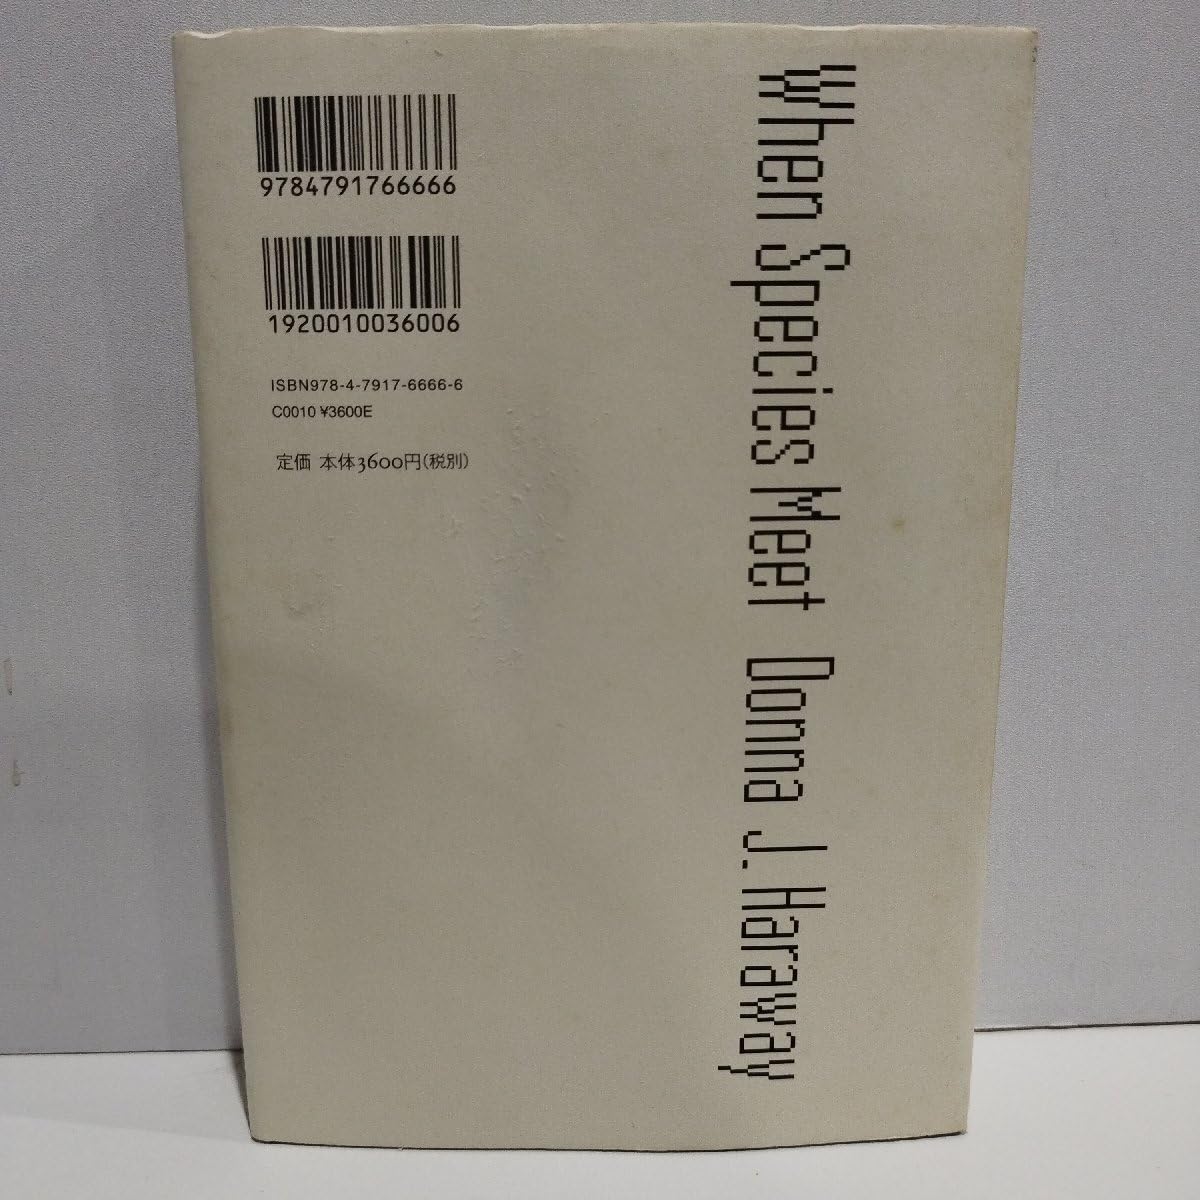 9784791766666
1920010036006
ISBN978-4-7917-6666-6
C0010 ¥3600E
定価 本体3600円(税別)
When Species Meet Donna J. Haraway